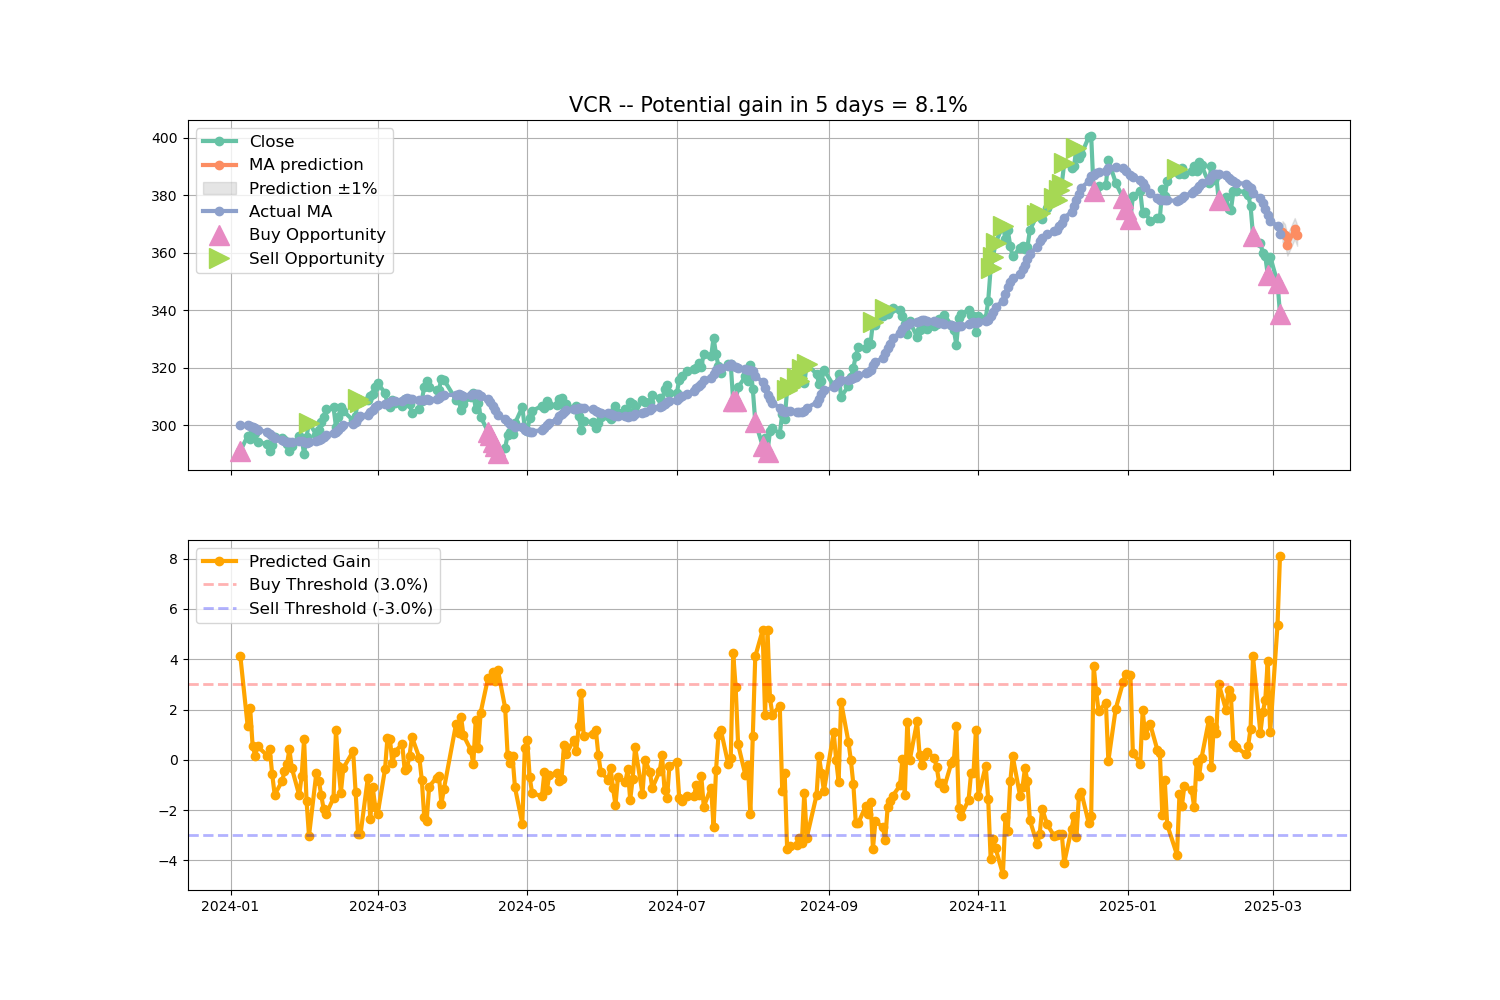 VCR -- Potential gain in 5 days = 8.1%
400
380
360
340
320
300
Close
MA prediction
Prediction ±1%
Actual MA
Buy Opportunity
Sell Opportunity
8
6
4
2
0
−2
−4
Predicted Gain
Buy Threshold (3.0%)
Sell Threshold (-3.0%)
2024-01
2024-03
2024-05
2024-07
2024-09
2024-11
2025-01
2025-03